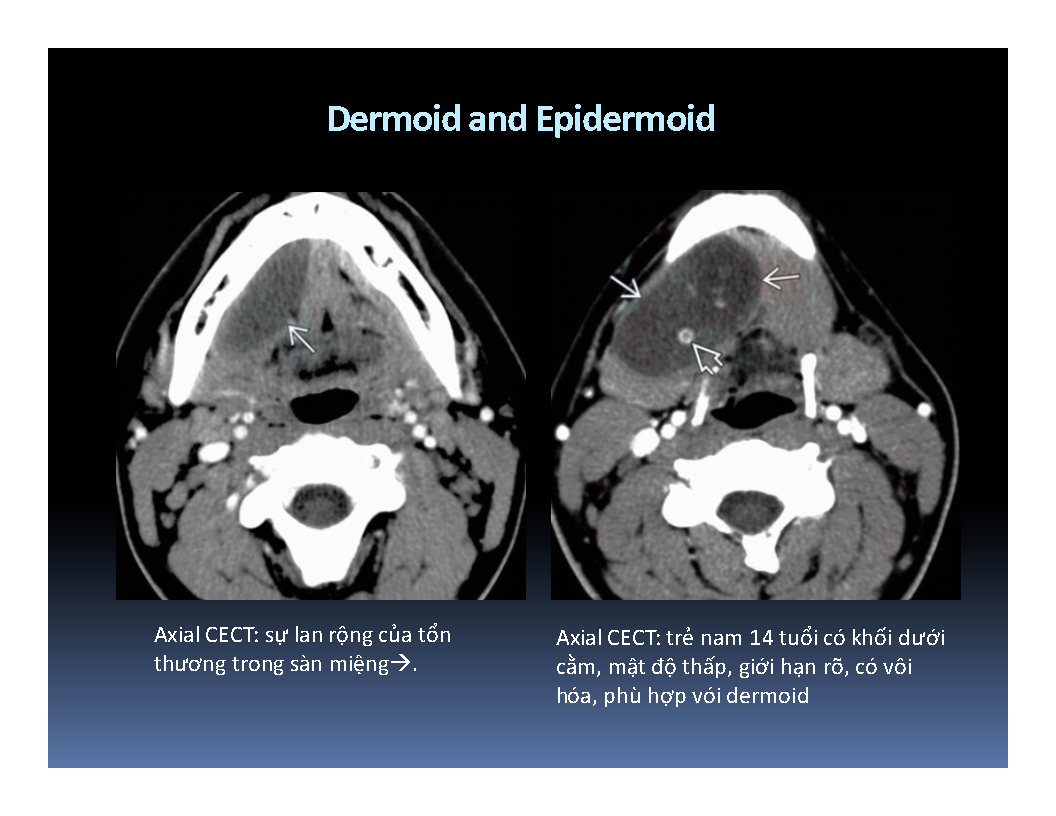 Dermoid and Epidermoid
Axial CECT: sự lan rộng của tổn
thương trong sàn miệng→.
Axial CECT: trẻ nam 14 tuổi có khối dưới
cằm, mật độ thấp, giới hạn rõ, có vôi
hóa, phù hợp vói dermoid